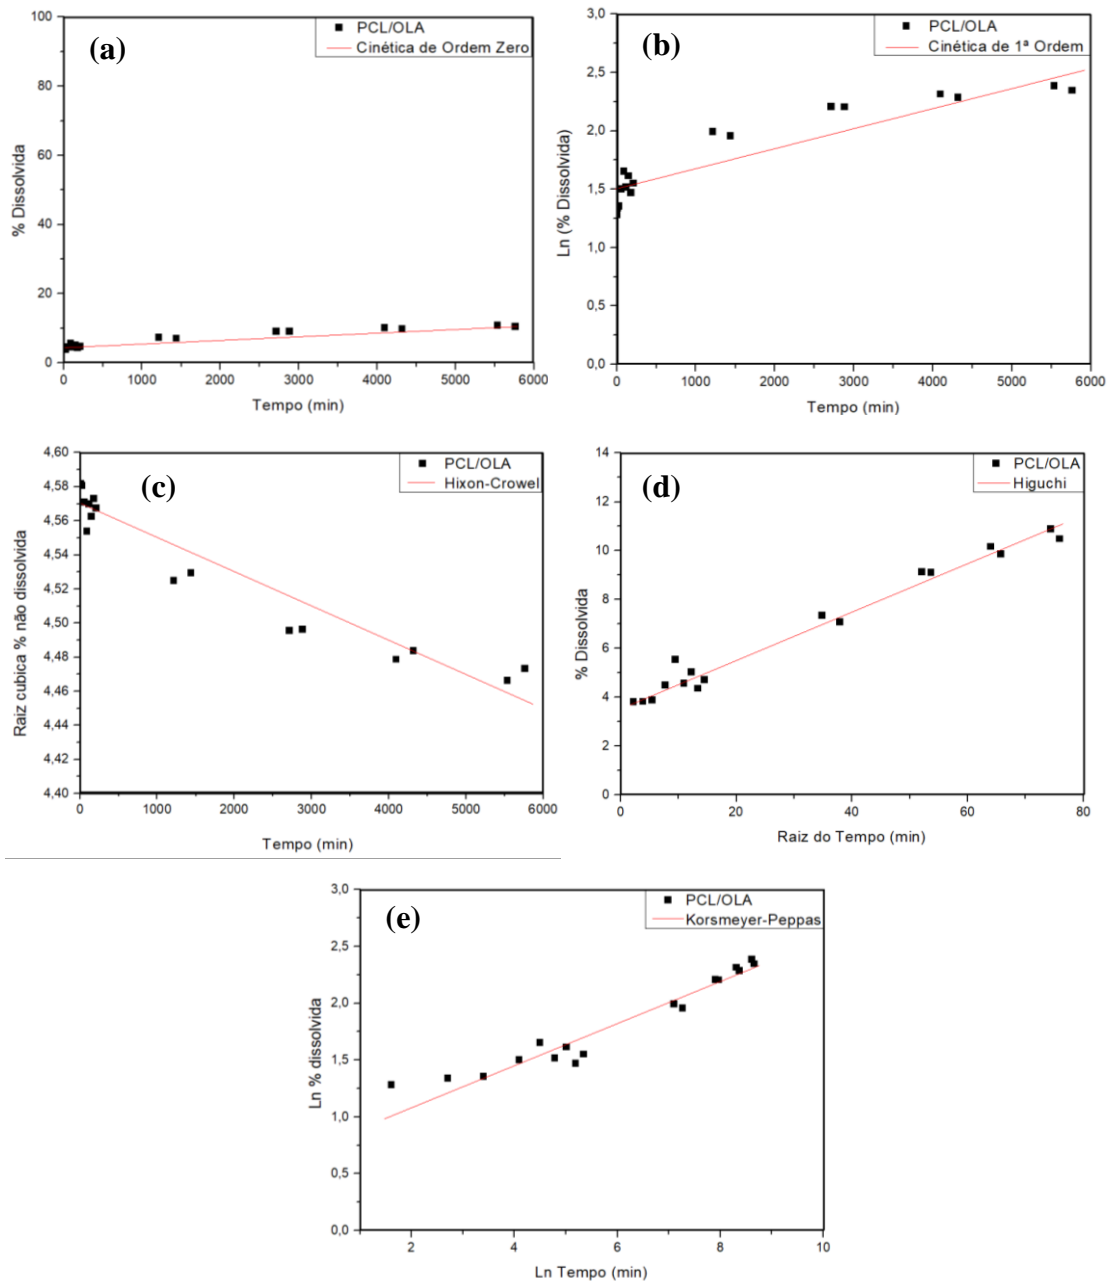 (a)
PCL/OLA
Cinética de Ordem Zero
100
80
60
40
20
0
% Dissolvida
0 1000 2000 3000 4000 5000 6000
Tempo (min)
(b)
PCL/OLA
Cinética de 1ª Ordem
3,0
2,5
2,0
1,5
1,0
0,5
0,0
Ln (% Dissolvida)
0 1000 2000 3000 4000 5000 6000
Tempo (min)
(c)
PCL/OLA
Hixon-Crowel
4,60
4,58
4,56
4,54
4,52
4,50
4,48
4,46
4,44
4,42
4,40
Raiz cubica % não dissolvida
0 1000 2000 3000 4000 5000 6000
Tempo (min)
(d)
PCL/OLA
Higuchi
14
12
10
8
6
4
2
0
% Dissolvida
0 20 40 60 80
Raiz do Tempo (min)
(e)
PCL/OLA
Korsmeyer-Peppas
3,0
2,5
2,0
1,5
1,0
0,5
0,0
Ln % dissolvida
2 4 6 8 10
Ln Tempo (min)